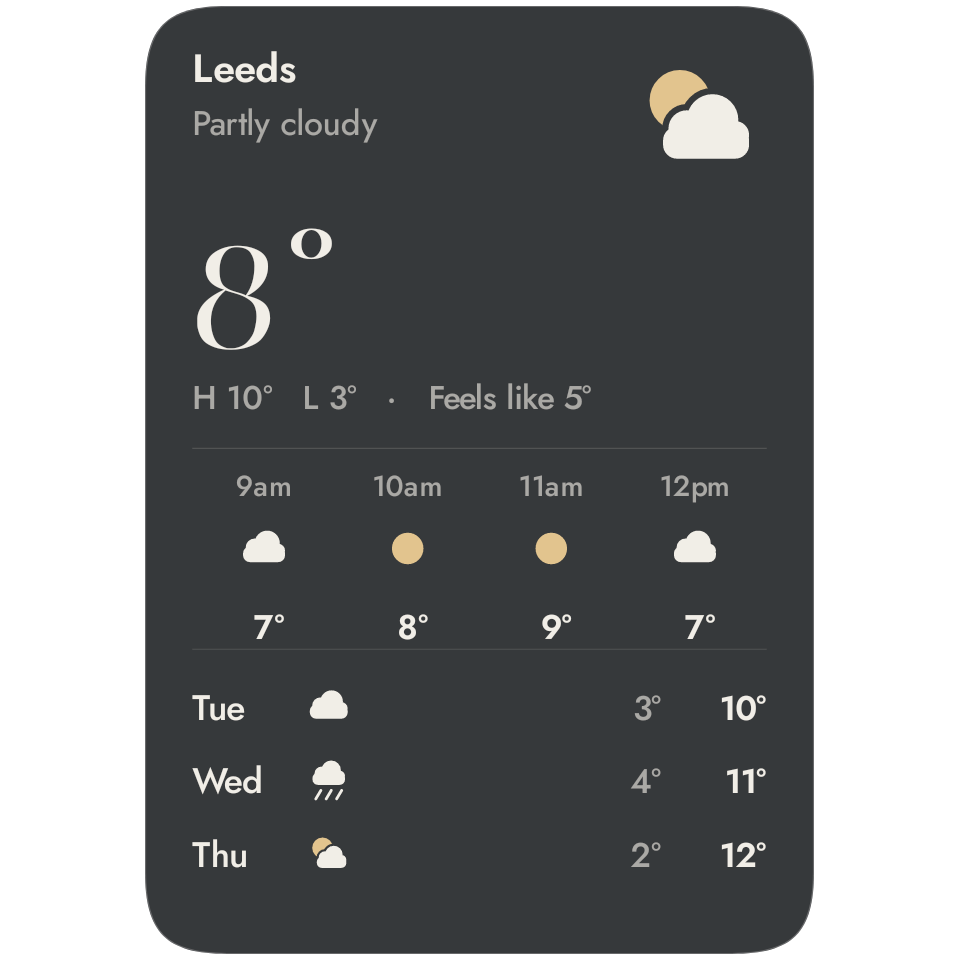 Leeds
Partly cloudy
8°
H 10° L 3° · Feels like 5°
9am 10am 11am 12pm
7° 8° 9° 7°
Tue 3° 10°
Wed 4° 11°
Thu 2° 12°